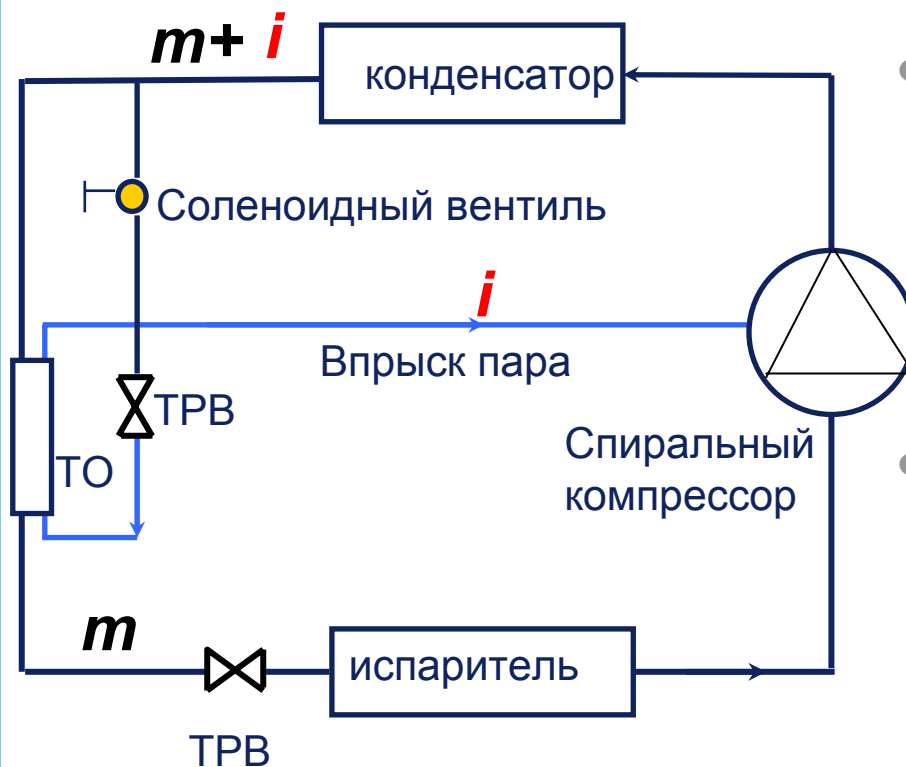 m+ i
конденсатор
Соленоидный вентиль
i
Впрыск пара
ТРВ
ТО
Спиральный
компрессор
m
испаритель
ТРВ